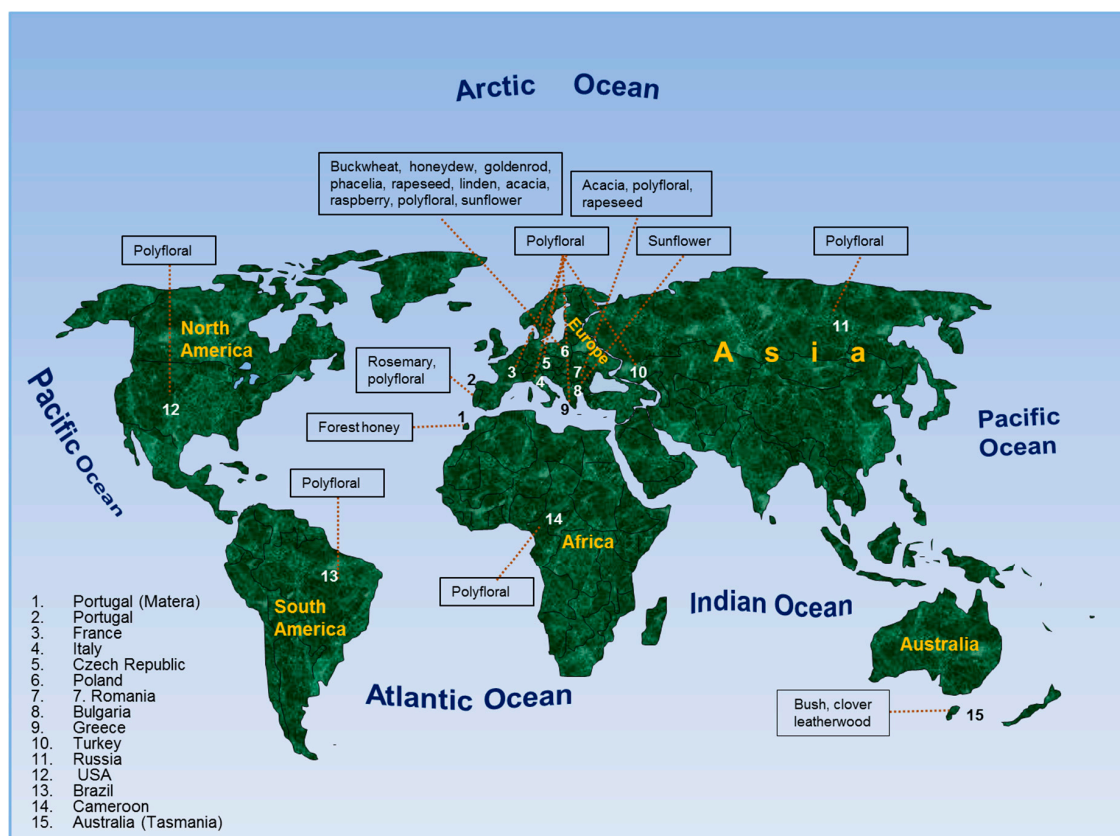 Arctic Ocean
Buckwheat, honeydew, goldenrod,
phacelia, rapeseed, linden, acacia,
raspberry, polyfloral, sunflower
Acacia, polyfloral,
rapeseed
Polyfloral
Polyfloral
Sunflower
Polyfloral
North
America
Europe
Asia
11
6
5
3
4
7
8
9
10
Rosemary,
polyfloral
2
1
12
Forest honey
Pacific Ocean
Pacific
Ocean
Polyfloral
14
Africa
13
Polyfloral
South
America
Indian Ocean
Australia
Atlantic Ocean
Bush, clover
leatherwood
15
1. Portugal (Matera)
2. Portugal
3. France
4. Italy
5. Czech Republic
6. Poland
7. 7. Romania
8. Bulgaria
9. Greece
10. Turkey
11. Russia
12. USA
13. Brazil
14. Cameroon
15. Australia (Tasmania)